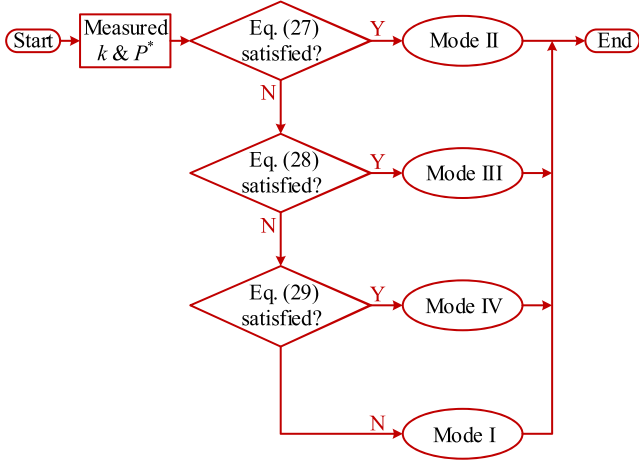 Start
Measured
k & P*
Eq. (27)
satisfied?
Y
Mode II
End
N
Eq. (28)
satisfied?
Y
Mode III
N
Eq. (29)
satisfied?
Y
Mode IV
N
Mode I